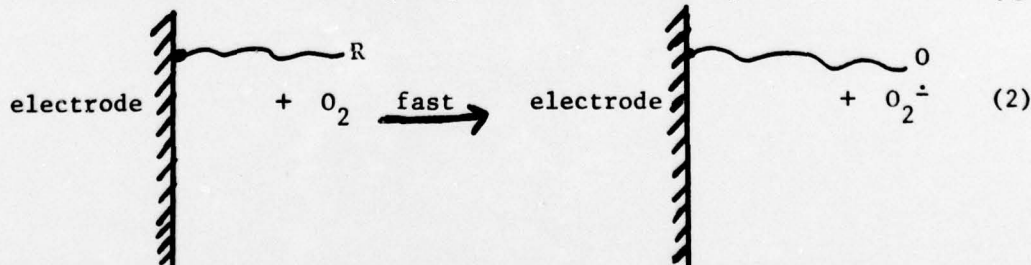 R
O
electrode + O₂ fast electrode + O₂∸ (2)